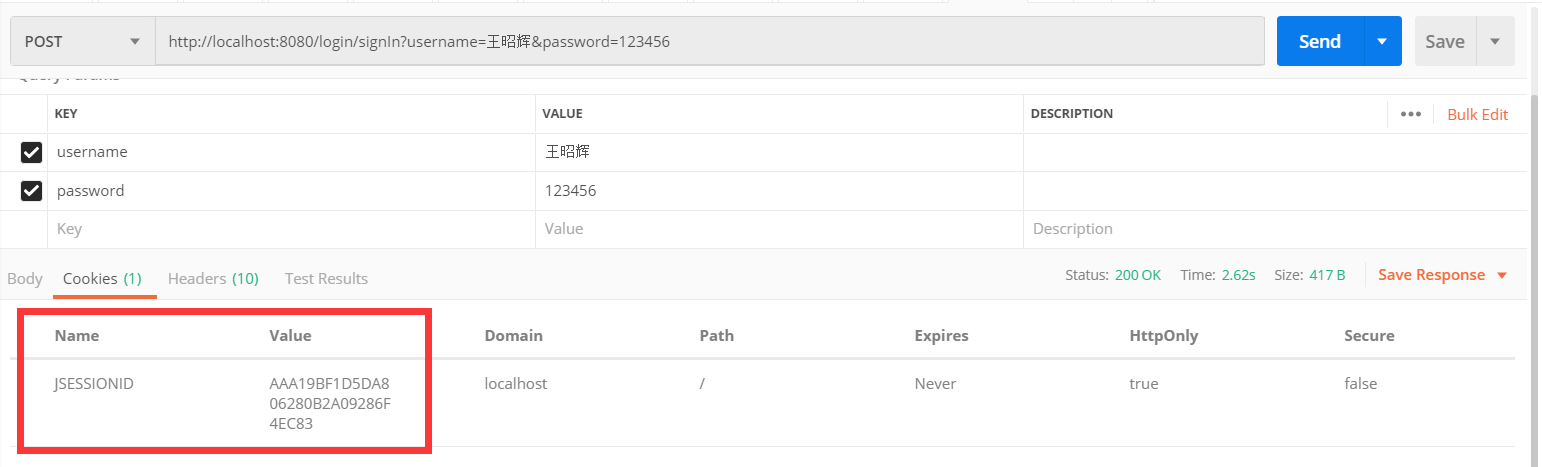 POST http://localhost:8080/login/signIn?username=王昭辉&password=123456 Send Save
Query Params
KEY VALUE DESCRIPTION ••• Bulk Edit
username 王昭辉
password 123456
Key Value Description
Body Cookies (1) Headers (10) Test Results Status: 200 OK Time: 2.62s Size: 417 B Save Response
Name Value Domain Path Expires HttpOnly Secure
JSESSIONID AAA19BF1D5DA8 localhost / Never true false
06280B2A09286F
4EC83